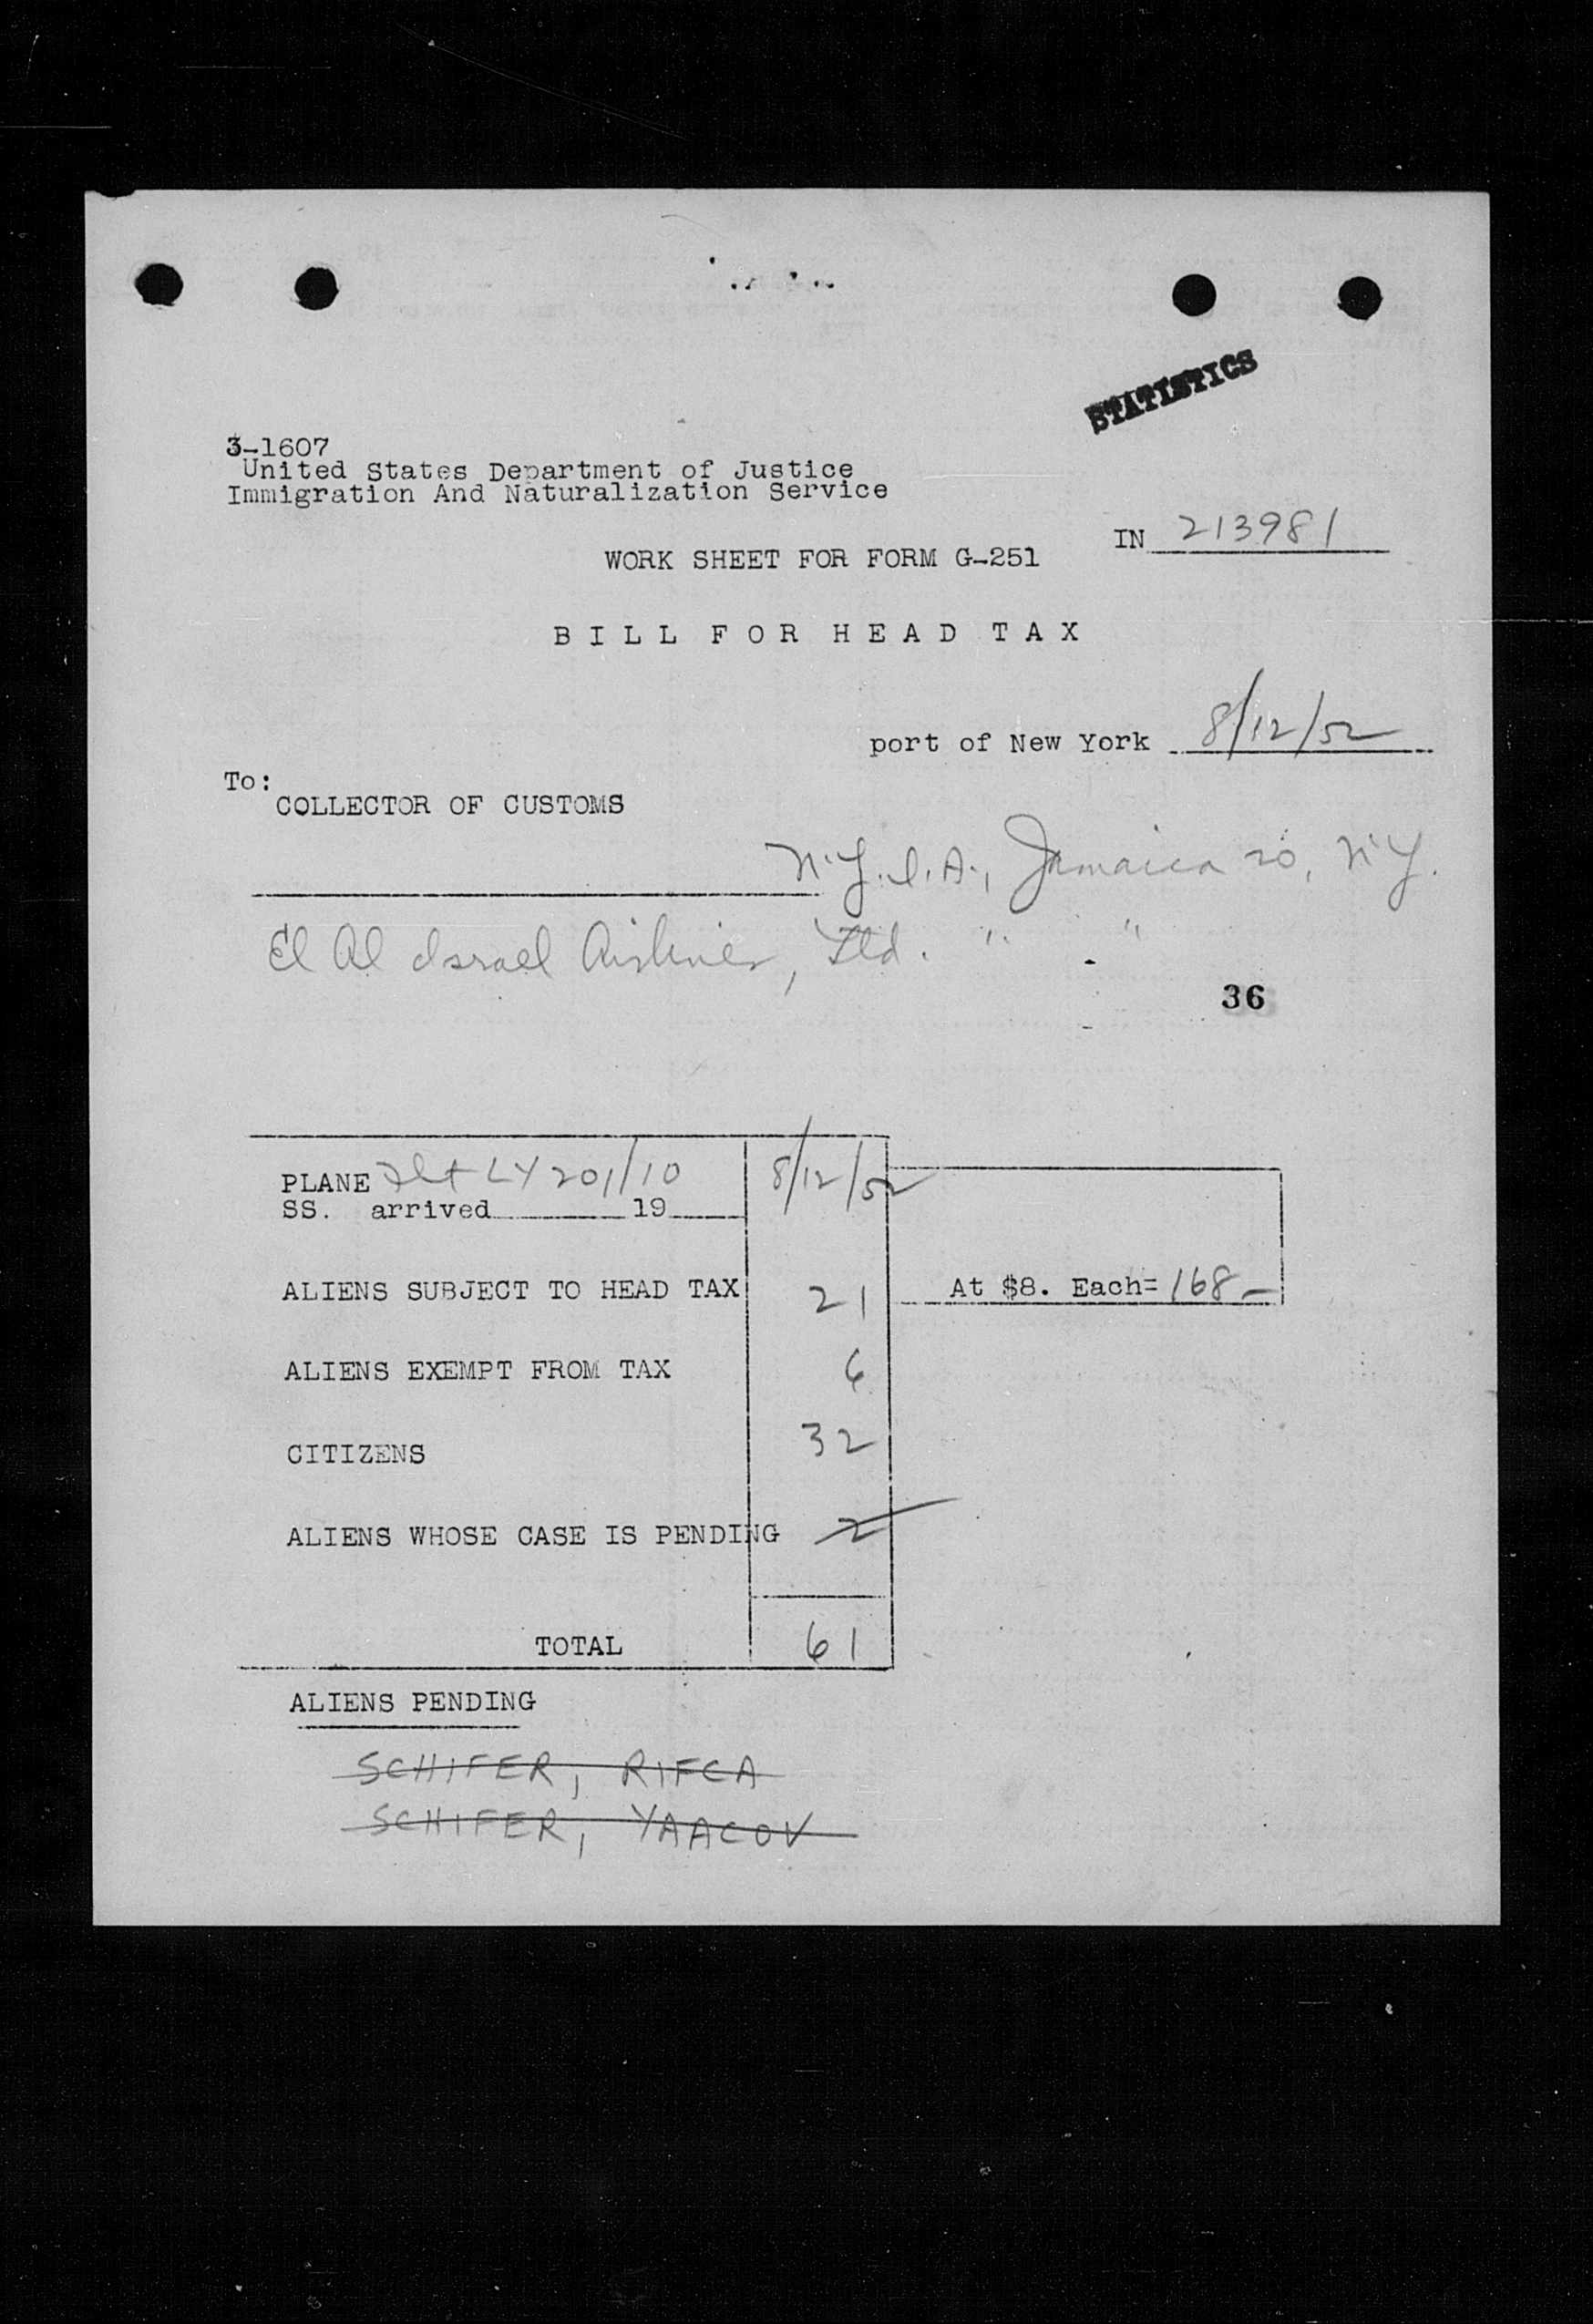 STATISTICS
3-1607
United States Department of Justice
Immigration And Naturalization Service
IN 213981
WORK SHEET FOR FORM G-251
BILL FOR HEAD TAX
port of New York 8/12/52
To:
COLLECTOR OF CUSTOMS
N.Y.I.A., Jamaica 20, N.Y.
El Al Israel Airlines, Ltd. " "
36
PLANE Flt LY 201/10 8/12/52
SS. arrived 19
ALIENS SUBJECT TO HEAD TAX 21 At $8. Each= 168-
ALIENS EXEMPT FROM TAX 6
CITIZENS 32
ALIENS WHOSE CASE IS PENDING 2
TOTAL 61
ALIENS PENDING
SCHIFER, RIFCA
SCHIFER, YAACOV